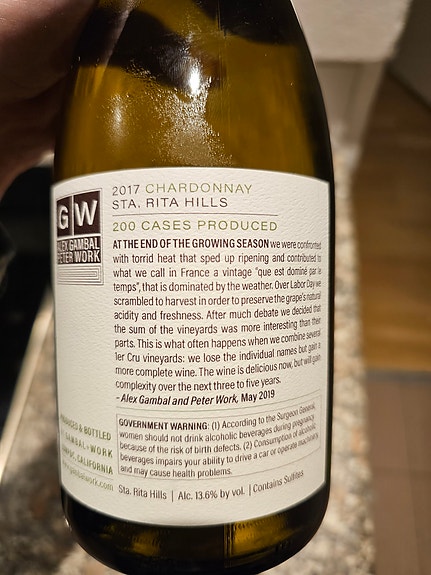 2017 CHARDONNAY
STA. RITA HILLS
200 CASES PRODUCED
G|W
ALEX GAMBAL
PETER WORK
AT THE END OF THE GROWING SEASON we were confronted
with torrid heat that sped up ripening and contributed to
what we call in France a vintage "que est dominé par le
temps", that is dominated by the weather. Over Labor Day we
scrambled to harvest in order to preserve the grape's natural
acidity and freshness. After much debate we decided that
the sum of the vineyards was more interesting than their
parts. This is what often happens when we combine several
1er Cru vineyards: we lose the individual names but gain a
more complete wine. The wine is delicious now, but will gain
complexity over the next three to five years.
- Alex Gambal and Peter Work, May 2019
GOVERNMENT WARNING: (1) According to the Surgeon General,
women should not drink alcoholic beverages during pregnancy
because of the risk of birth defects. (2) Consumption of alcoholic
beverages impairs your ability to drive a car or operate machinery,
and may cause health problems.
& BOTTLED
GAMBAL•WORK
CALIFORNIA
gambalwork.com
Sta. Rita Hills | Alc. 13.6% by vol. | Contains Sulfites.